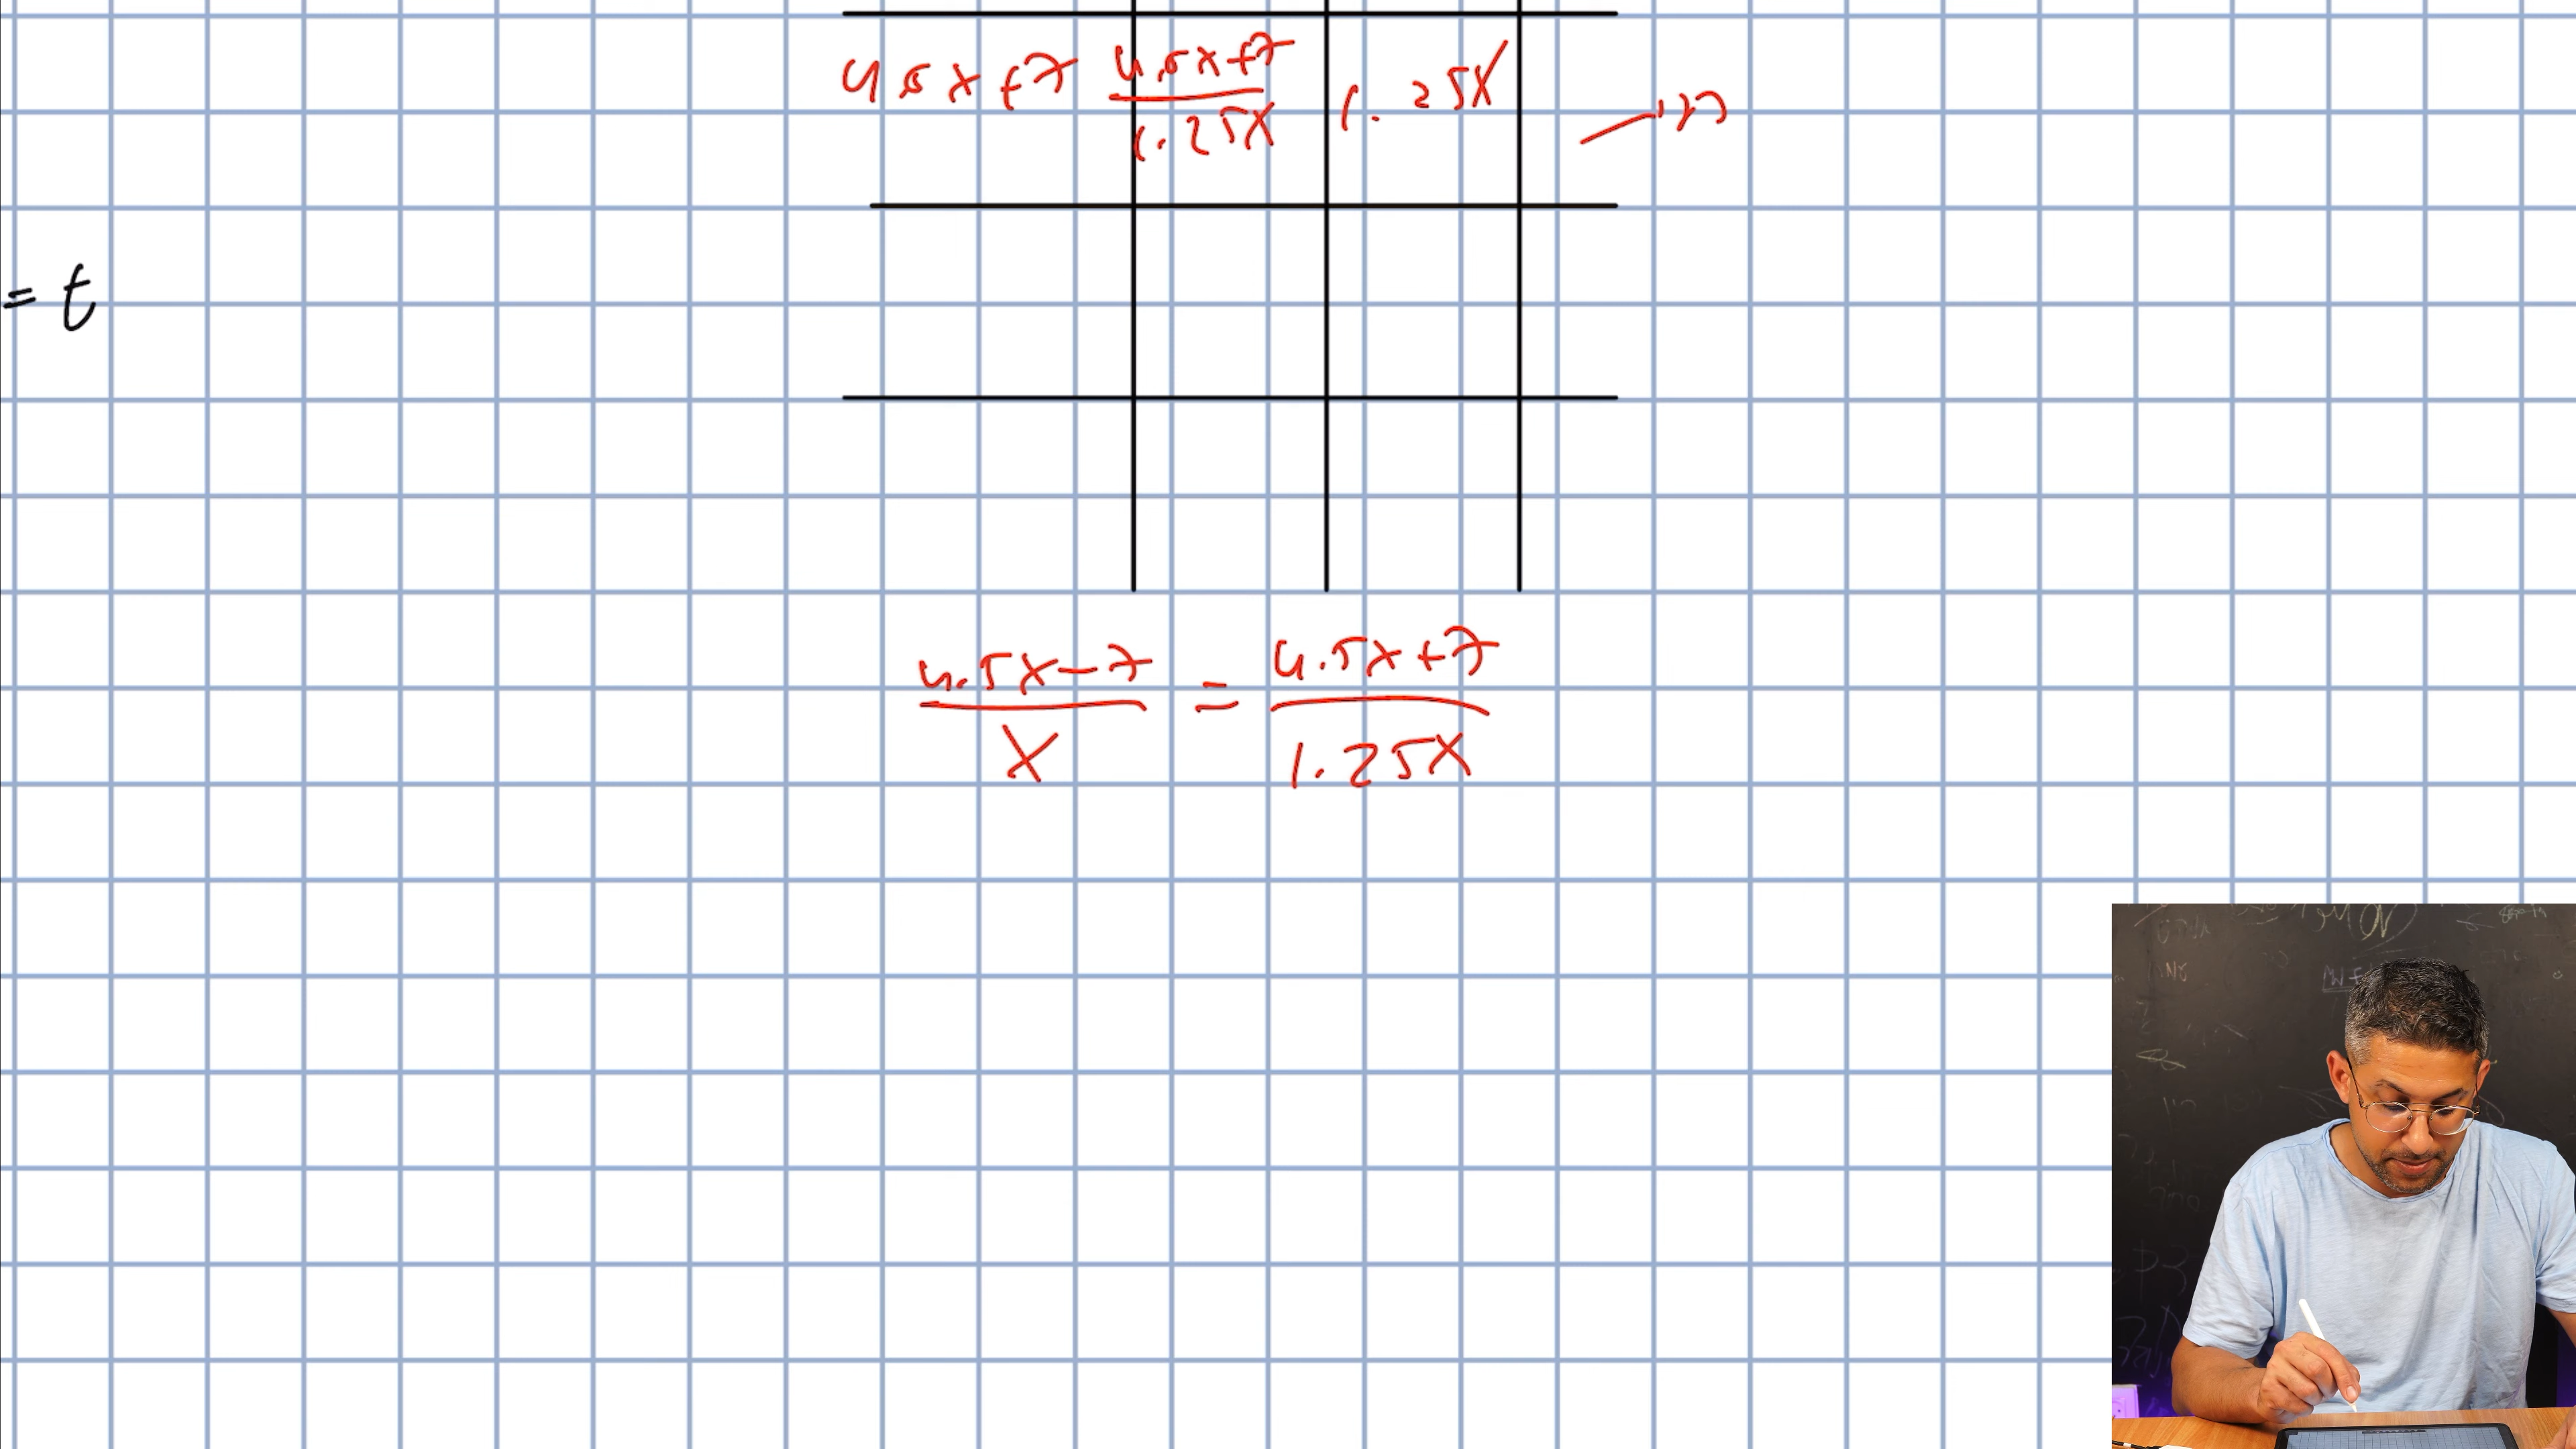 4.5x+7 4.5x+7/1.25x 1.25x
= t
4.5x-7/x = 4.5x+7/1.25x